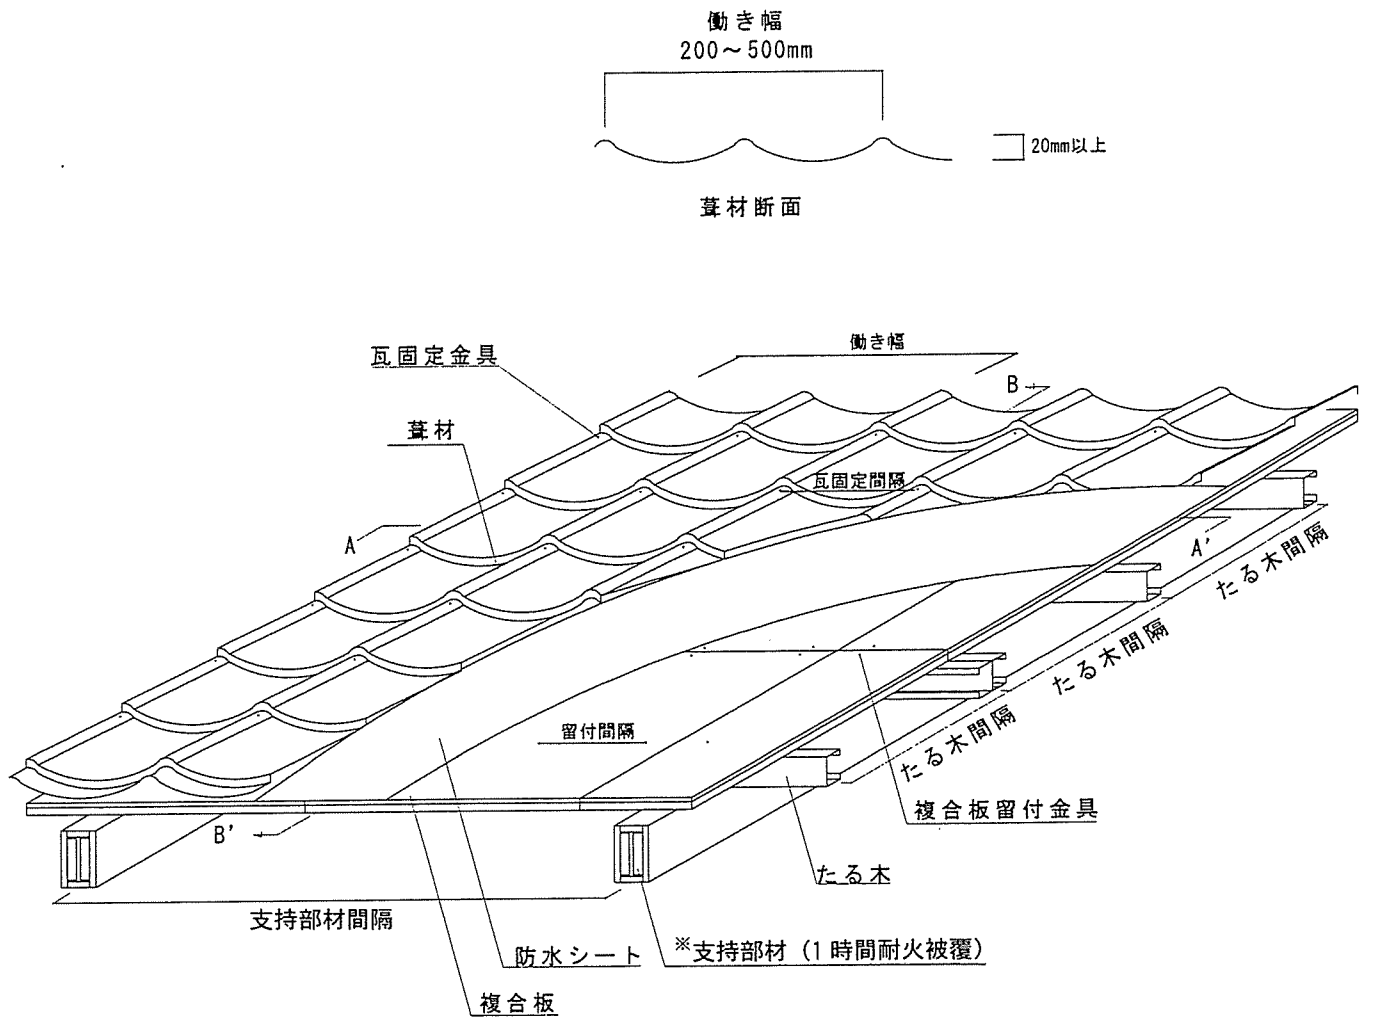 働き幅
200～500mm
20mm以上
葺材断面
働き幅
瓦固定金具
B
葺材
瓦固定間隔
A
A'
たる木間隔
たる木間隔
たる木間隔
留付間隔
複合板留付金具
B'
たる木
支持部材間隔
※支持部材（1時間耐火被覆）
防水シート
複合板